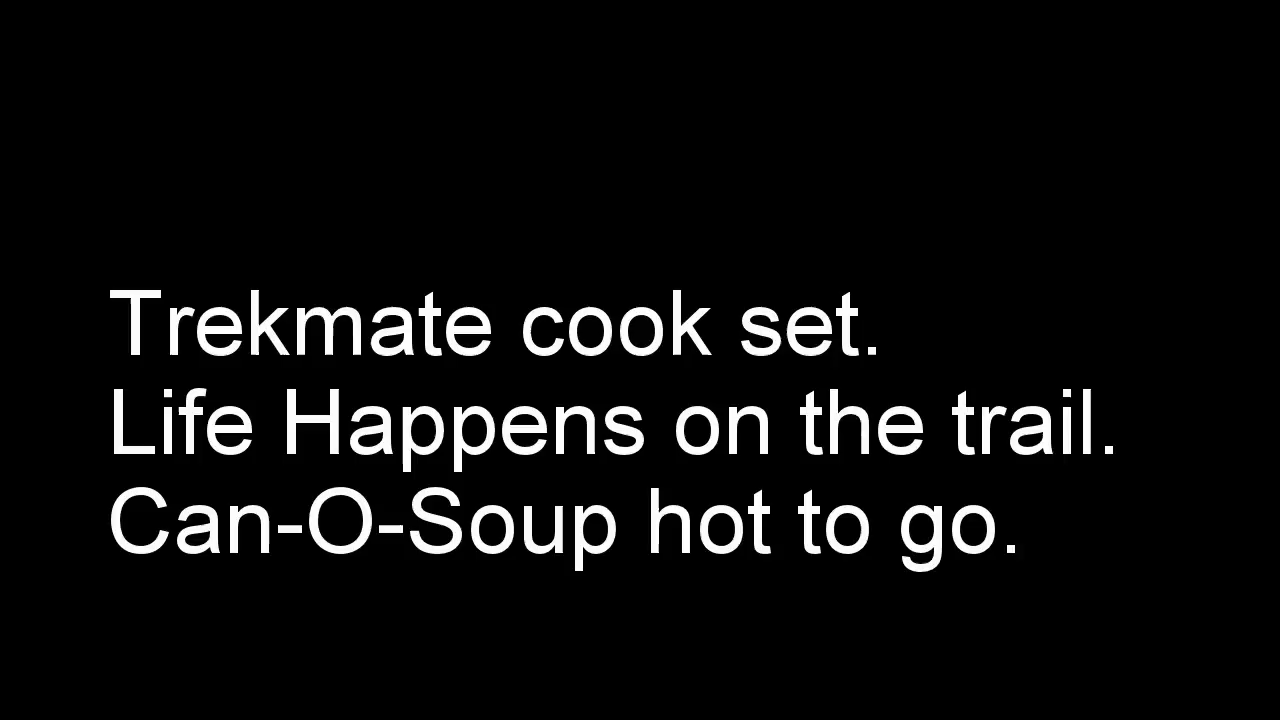 Trekmate cook set.
Life Happens on the trail.
Can-O-Soup hot to go.